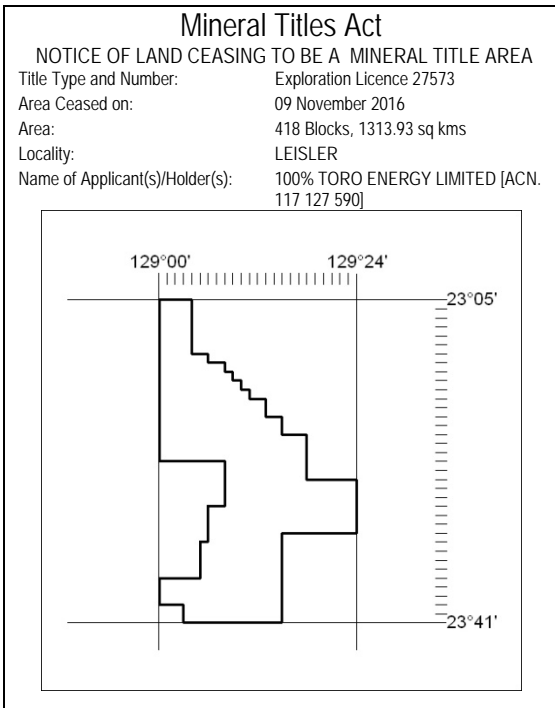 Mineral Titles Act
NOTICE OF LAND CEASING TO BE A MINERAL TITLE AREA
Title Type and Number: Exploration Licence 27573
Area Ceased on: 09 November 2016
Area: 418 Blocks, 1313.93 sq kms
Locality: LEISLER
Name of Applicant(s)/Holder(s): 100% TORO ENERGY LIMITED [ACN.
117 127 590]
129°00' 129°24'
23°05'
23°41'